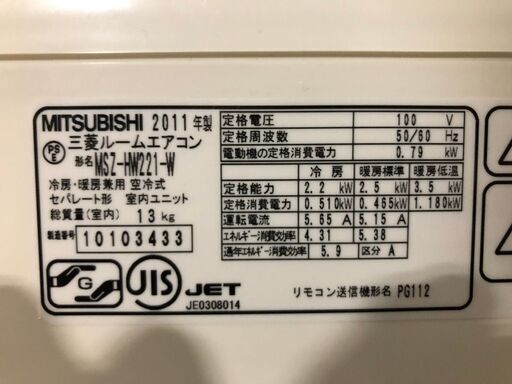 MITSUBISHI 2011年製
PS
E
三菱ルームエアコン
形名 MSZ-HW221-W
冷房・暖房兼用 空冷式
セパレート形 室内ユニット
総質量(室内) 13kg
製造番号 10103433
G
JIS
JET
JE0308014
定格電圧 100 V
定格周波数 50/60 Hz
電動機の定格消費電力 0.79 kW
冷房 暖房標準 暖房低温
定格能力 2.2 kW 2.5 kW 3.5 kW
定格消費電力 0.510kW 0.465kW 1.180kW
運転電流 5.65 A 5.15 A
エネルギー消費効率 4.31 5.38
通年エネルギー消費効率 5.9 区分 A
リモコン送信機形名 PG112